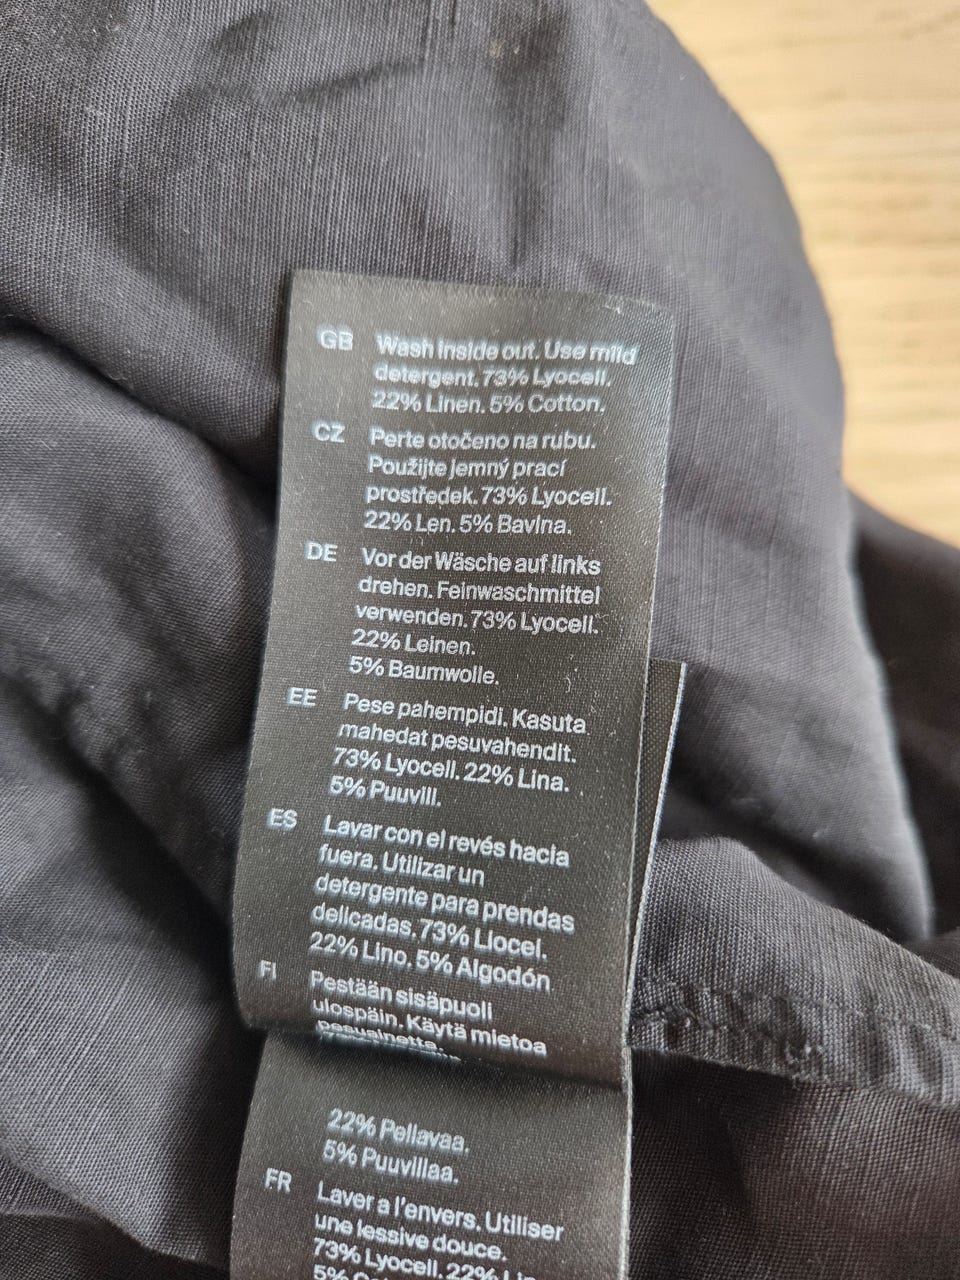 GB Wash inside out. Use mild
detergent. 73% Lyocell.
22% Linen. 5% Cotton.
CZ Perte otočeno na rubu.
Použijte jemný prací
prostředek. 73% Lyocell.
22% Len. 5% Bavlna.
DE Vor der Wäsche auf links
drehen. Feinwaschmittel
verwenden. 73% Lyocell.
22% Leinen.
5% Baumwolle.
EE Pese pahempidi. Kasuta
mahedat pesuvahendit.
73% Lyocell. 22% Lina.
5% Puuvill.
ES Lavar con el revés hacia
fuera. Utilizar un
detergente para prendas
delicadas. 73% Liocel.
22% Lino. 5% Algodón
FI Pestään sisäpuoli
ulospäin. Käytä mietoa
pesuainetta.
22% Pellavaa.
5% Puuvillaa.
FR Laver a l'envers. Utiliser
une lessive douce.
73% Lyocell. 22% Lin
5%